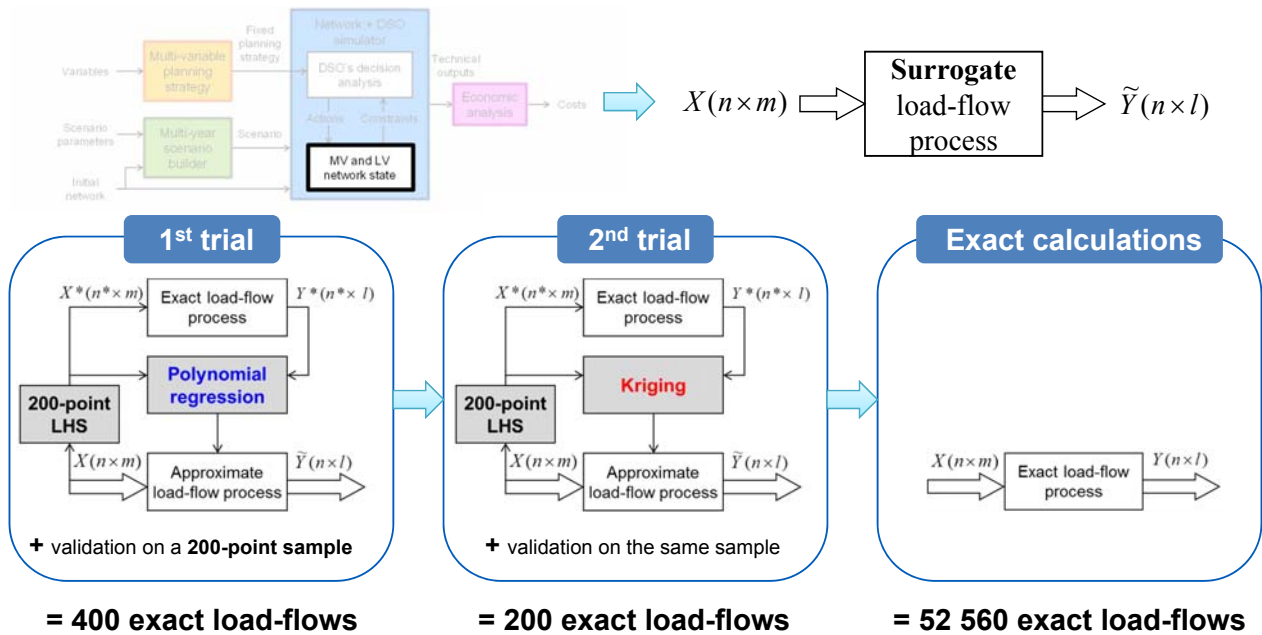 Network + DSO
simulator
Fixed
planning
strategy
Multi-variable
planning
strategy
Variables
DSO's decision
analysis
Technical
outputs
Economic
analysis
Costs
Scenario
parameters
Multi-year
scenario
builder
Scenario
Actions
Constraints
MV and LV
network state
Initial
network
X(n×m)
Surrogate
load-flow
process
Ỹ(n×l)
1st trial
X*(n*×m)
Exact load-flow
process
Y*(n*× l)
Polynomial
regression
200-point
LHS
X(n×m)
Approximate
load-flow process
Ỹ(n×l)
+ validation on a 200-point sample
= 400 exact load-flows
2nd trial
X*(n*×m)
Exact load-flow
process
Y*(n*× l)
Kriging
200-point
LHS
X(n×m)
Approximate
load-flow process
Ỹ(n×l)
+ validation on the same sample
= 200 exact load-flows
Exact calculations
X(n×m)
Exact load-flow
process
Y(n×l)
= 52 560 exact load-flows